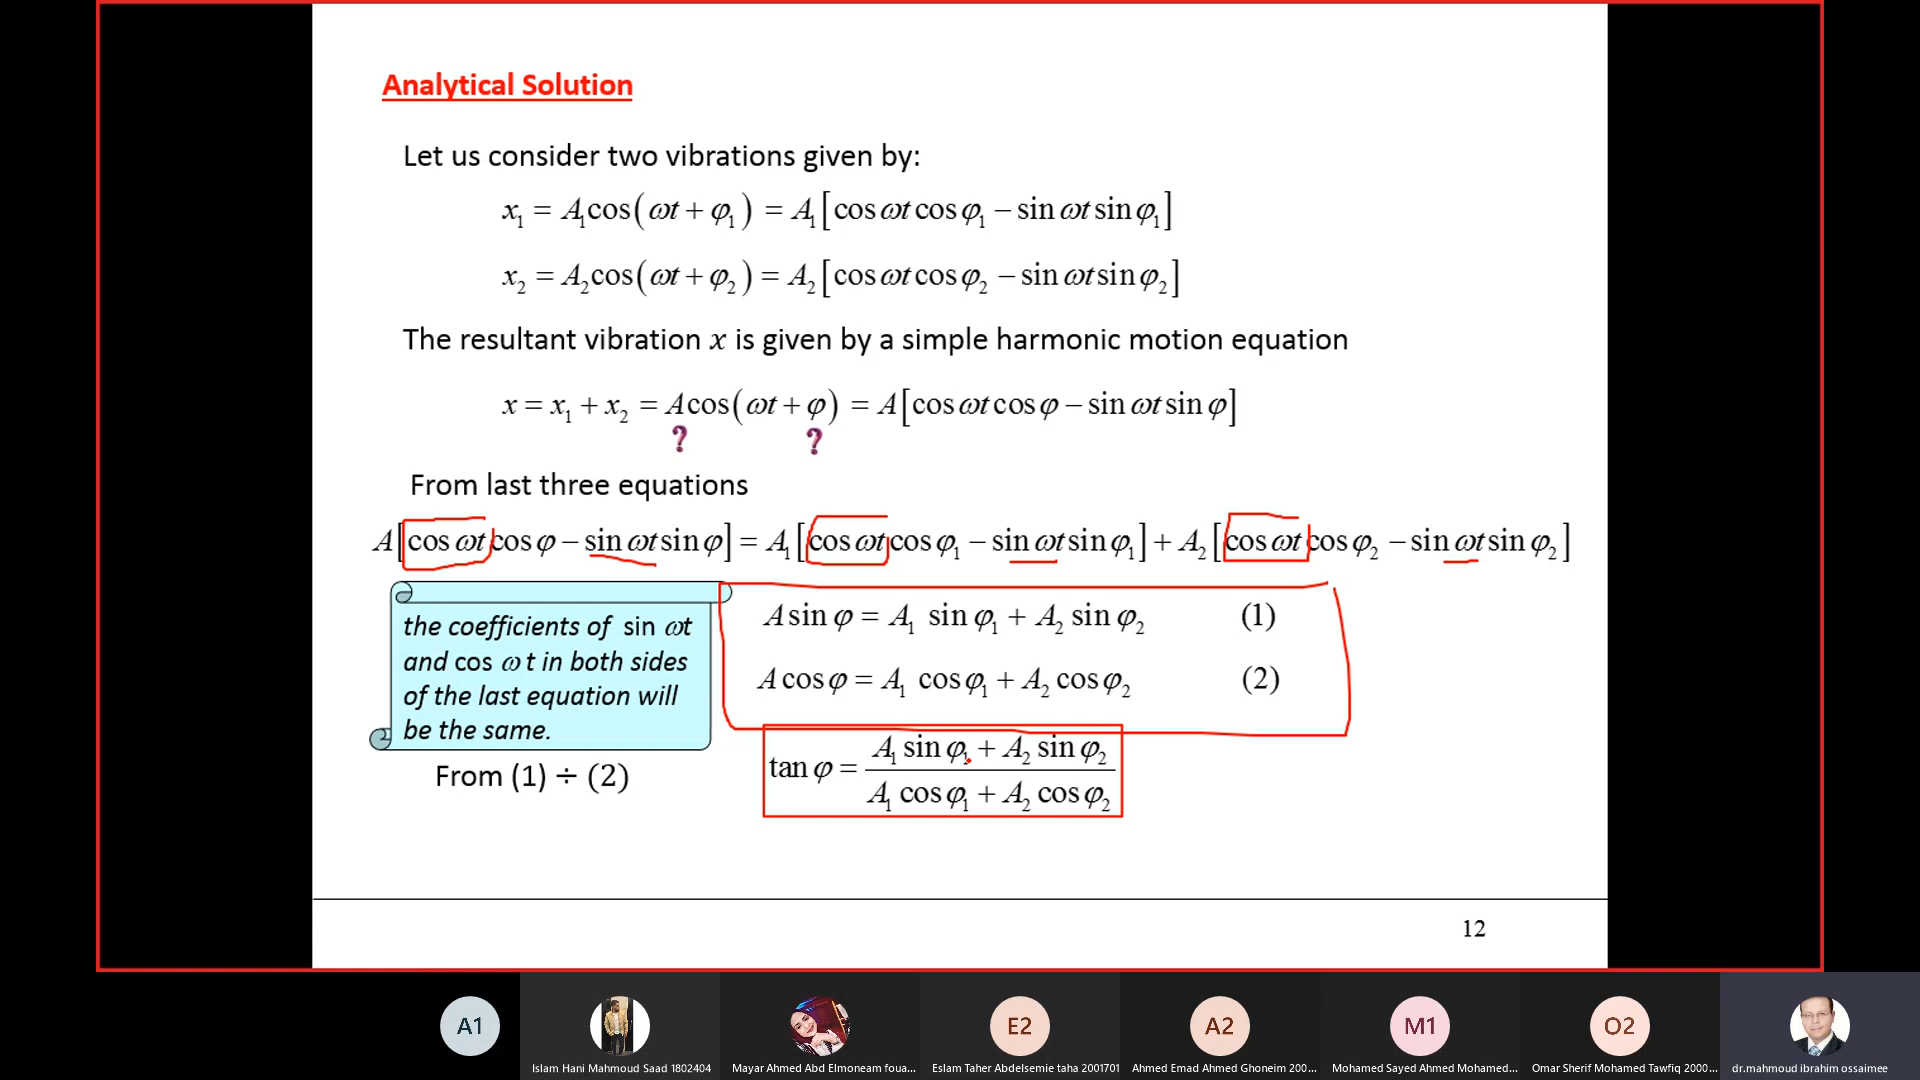 Analytical Solution
Let us consider two vibrations given by:
x₁ = A₁cos(ωt + φ₁) = A₁[cos ωt cos φ₁ − sin ωt sin φ₁]
x₂ = A₂cos(ωt + φ₂) = A₂[cos ωt cos φ₂ − sin ωt sin φ₂]
The resultant vibration x is given by a simple harmonic motion equation
x = x₁ + x₂ = A cos(ωt + φ) = A[cos ωt cos φ − sin ωt sin φ]
? ?
From last three equations
A[cos ωt cos φ − sin ωt sin φ] = A₁[cos ωt cos φ₁ − sin ωt sin φ₁] + A₂[cos ωt cos φ₂ − sin ωt sin φ₂]
the coefficients of sin ωt
and cos ω t in both sides
of the last equation will
be the same.
A sin φ = A₁ sin φ₁ + A₂ sin φ₂ (1)
A cos φ = A₁ cos φ₁ + A₂ cos φ₂ (2)
From (1) ÷ (2)
tan φ = (A₁ sin φ₁ + A₂ sin φ₂) / (A₁ cos φ₁ + A₂ cos φ₂)
12
A1
E2
A2
M1
O2
Islam Hani Mahmoud Saad 1802404
Mayar Ahmed Abd Elmoneam foua...
Eslam Taher Abdelsemie taha 2001701
Ahmed Emad Ahmed Ghoneim 200...
Mohamed Sayed Ahmed Mohamed...
Omar Sherif Mohamed Tawfiq 2000...
dr.mahmoud ibrahim ossaimee